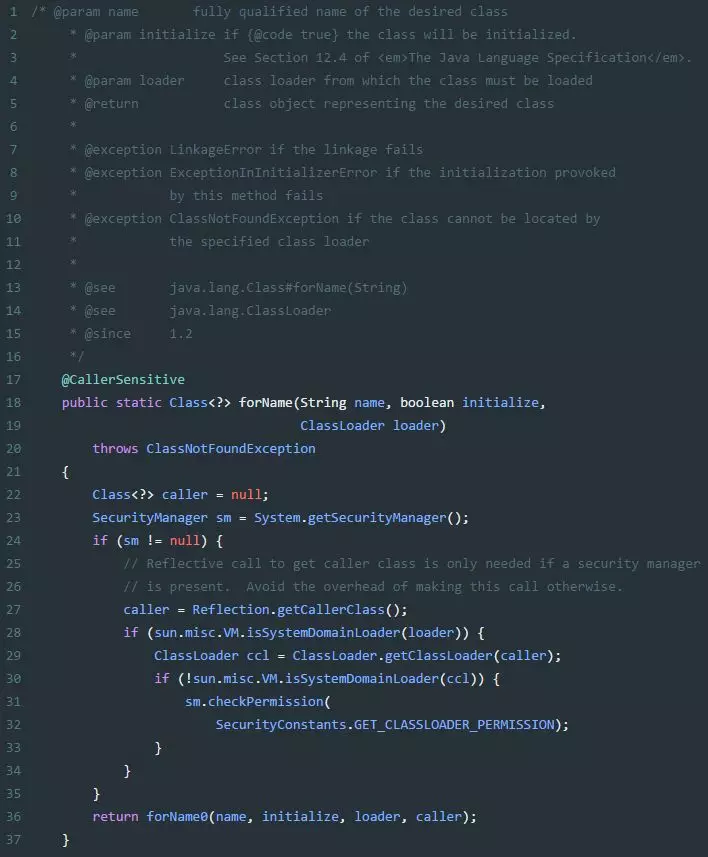 1 /* @param name       fully qualified name of the desired class
2      * @param initialize if {@code true} the class will be initialized.
3      *                   See Section 12.4 of <em>The Java Language Specification</em>.
4      * @param loader     class loader from which the class must be loaded
5      * @return           class object representing the desired class
6      *
7      * @exception LinkageError if the linkage fails
8      * @exception ExceptionInInitializerError if the initialization provoked
9      *            by this method fails
10      * @exception ClassNotFoundException if the class cannot be located by
11      *            the specified class loader
12      *
13      * @see       java.lang.Class#forName(String)
14      * @see       java.lang.ClassLoader
15      * @since     1.2
16      */
17     @CallerSensitive
18     public static Class<?> forName(String name, boolean initialize,
19                                    ClassLoader loader)
20         throws ClassNotFoundException
21     {
22         Class<?> caller = null;
23         SecurityManager sm = System.getSecurityManager();
24         if (sm != null) {
25             // Reflective call to get caller class is only needed if a security manager
26             // is present.  Avoid the overhead of making this call otherwise.
27             caller = Reflection.getCallerClass();
28             if (sun.misc.VM.isSystemDomainLoader(loader)) {
29                 ClassLoader ccl = ClassLoader.getClassLoader(caller);
30                 if (!sun.misc.VM.isSystemDomainLoader(ccl)) {
31                     sm.checkPermission(
32                         SecurityConstants.GET_CLASSLOADER_PERMISSION);
33                 }
34             }
35         }
36         return forName0(name, initialize, loader, caller);
37     }